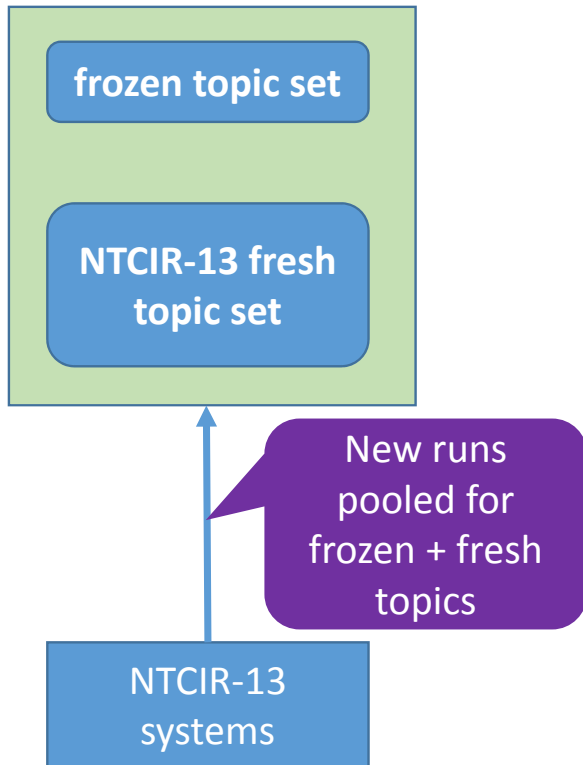 frozen topic set
NTCIR-13 fresh
topic set
New runs
pooled for
frozen + fresh
topics
NTCIR-13
systems